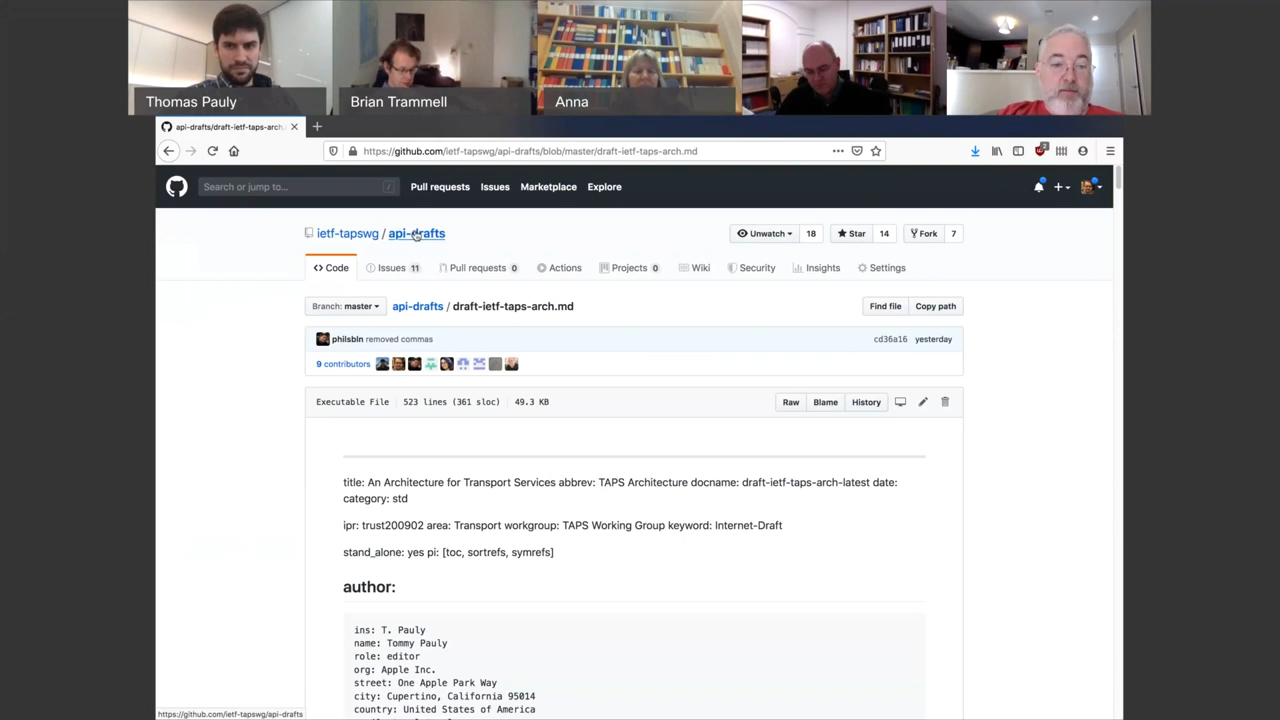 Thomas Pauly
Brian Trammell
Anna
api-drafts/draft-ietf-taps-arch.
https://github.com/ietf-tapswg/api-drafts/blob/master/draft-ietf-taps-arch.md
2
Search or jump to...
/
Pull requests
Issues
Marketplace
Explore
ietf-tapswg / api-drafts
Unwatch 18
Star 14
Fork 7
<> Code
Issues 11
Pull requests 0
Actions
Projects 0
Wiki
Security
Insights
Settings
Branch: master
api-drafts / draft-ietf-taps-arch.md
Find file
Copy path
philsbln removed commas
cd36a16 yesterday
9 contributors
Executable File 523 lines (361 sloc) 49.3 KB
Raw
Blame
History
title: An Architecture for Transport Services abbrev: TAPS Architecture docname: draft-ietf-taps-arch-latest date:
category: std
ipr: trust200902 area: Transport workgroup: TAPS Working Group keyword: Internet-Draft
stand_alone: yes pi: [toc, sortrefs, symrefs]
author:
ins: T. Pauly
name: Tommy Pauly
role: editor
org: Apple Inc.
street: One Apple Park Way
city: Cupertino, California 95014
country: United States of America
https://github.com/ietf-tapswg/api-drafts